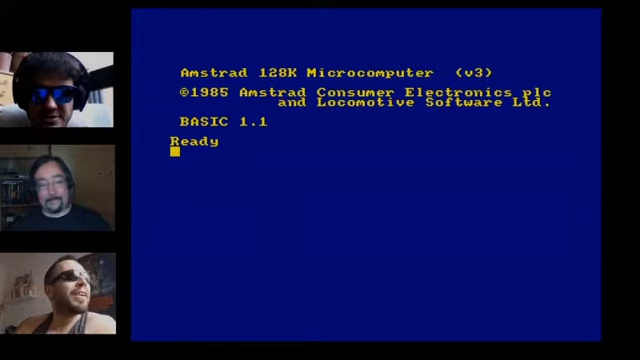 Amstrad 128K Microcomputer (v3)
©1985 Amstrad Consumer Electronics plc
and Locomotive Software Ltd.
BASIC 1.1
Ready